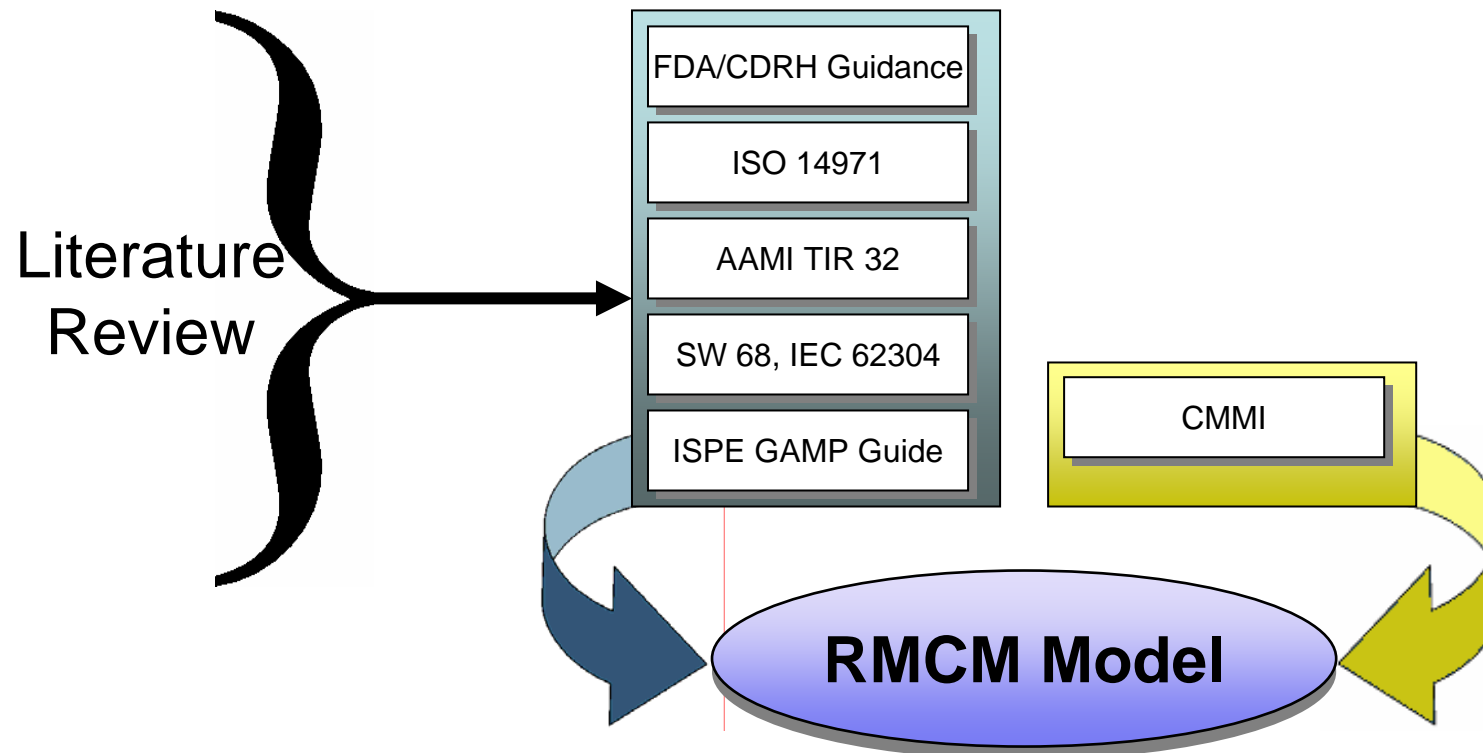 Literature
Review
FDA/CDRH Guidance
ISO 14971
AAMI TIR 32
SW 68, IEC 62304
ISPE GAMP Guide
CMMI
RMCM Model